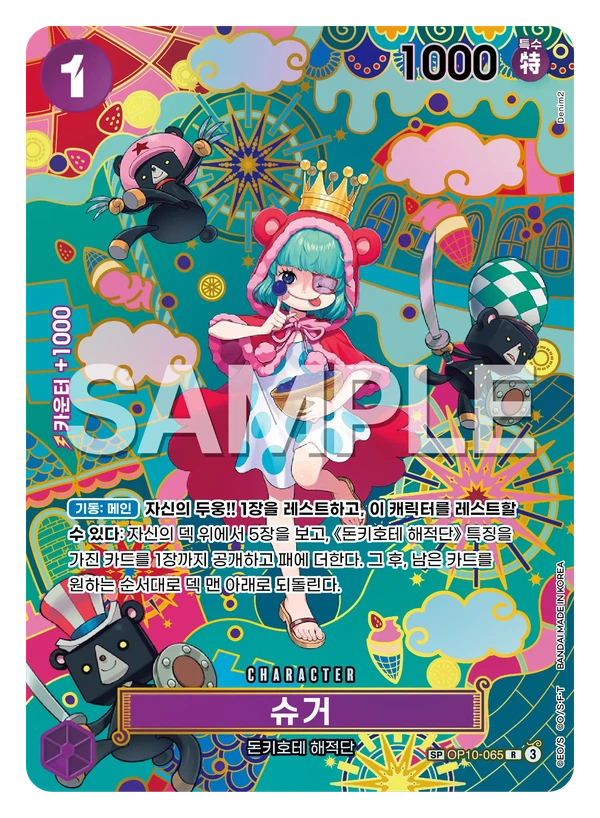 1
1000
특수
特
Denim2
카운터 +1000
SAMPLE
기동: 메인 자신의 두웅!! 1장을 레스트하고, 이 캐릭터를 레스트할
수 있다: 자신의 덱 위에서 5장을 보고, 《돈키호테 해적단》 특징을
가진 카드를 1장까지 공개하고 패에 더한다. 그 후, 남은 카드를
원하는 순서대로 덱 맨 아래로 되돌린다.
CHARACTER
슈거
돈키호테 해적단
SP OP10-065 R 3
©EO/S ©O/S·F·T BANDAI MADE IN KOREA